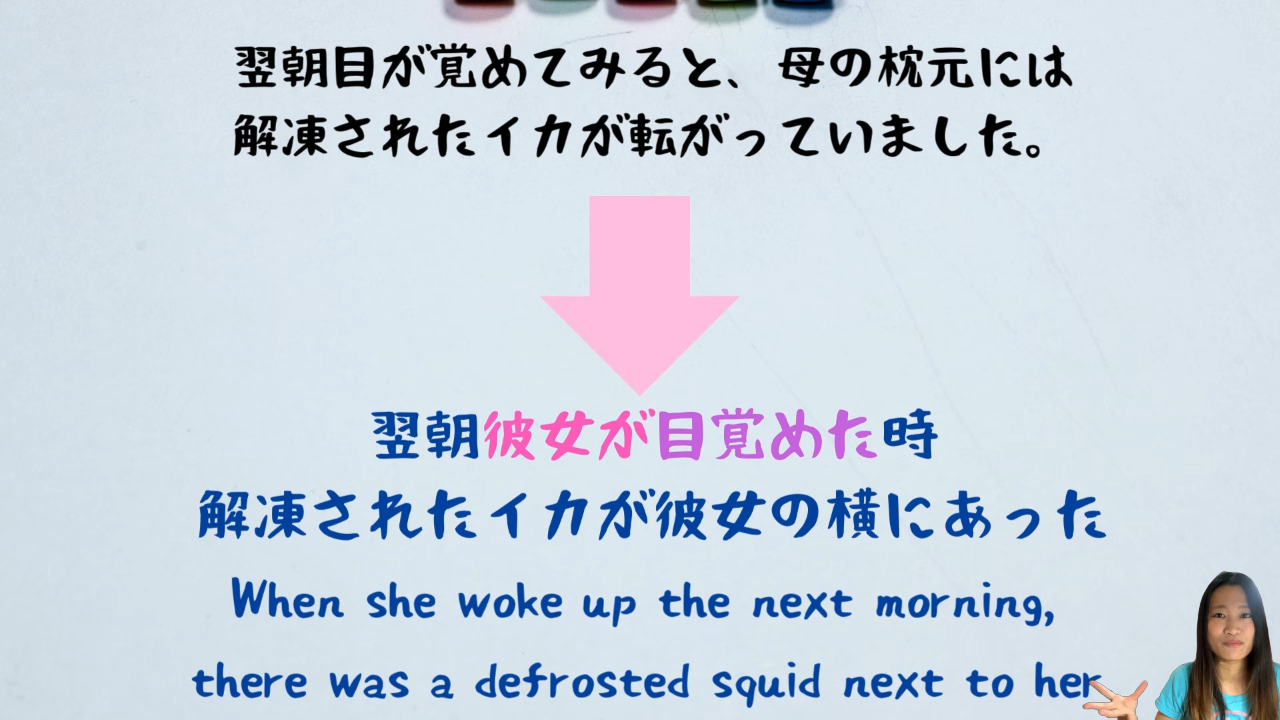 翌朝目が覚めてみると、母の枕元には
解凍されたイカが転がっていました。
翌朝彼女が目覚めた時
解凍されたイカが彼女の横にあった
When she woke up the next morning,
there was a defrosted squid next to her